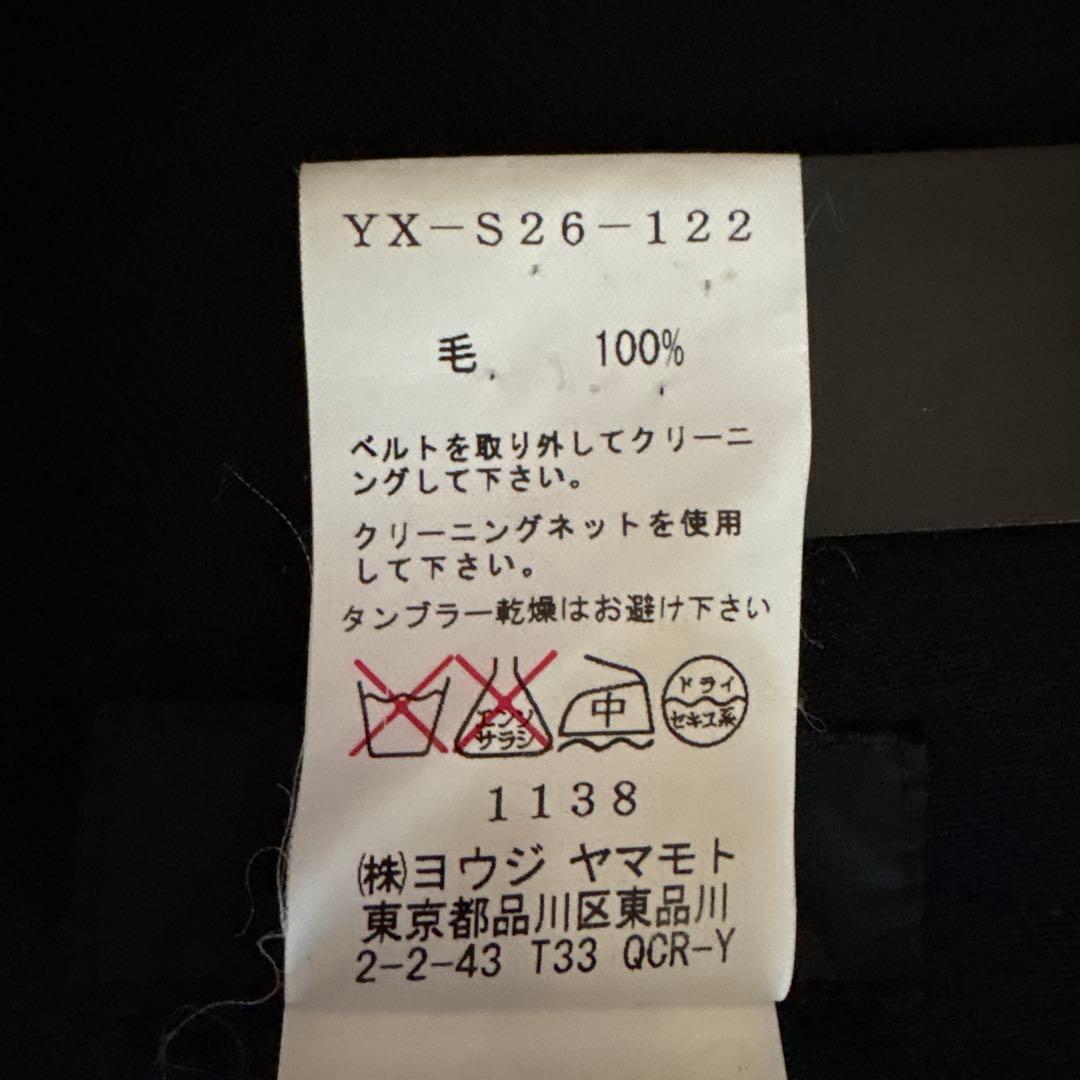 YX-S26-122
毛 100%
ベルトを取り外してクリーニ
ングして下さい。
クリーニングネットを使用
して下さい。
タンブラー乾燥はお避け下さい
エンソ
サラシ
中
ドライ
セキユ系
1138
(株)ヨウジ ヤマモト
東京都品川区東品川
2-2-43 T33 QCR-Y